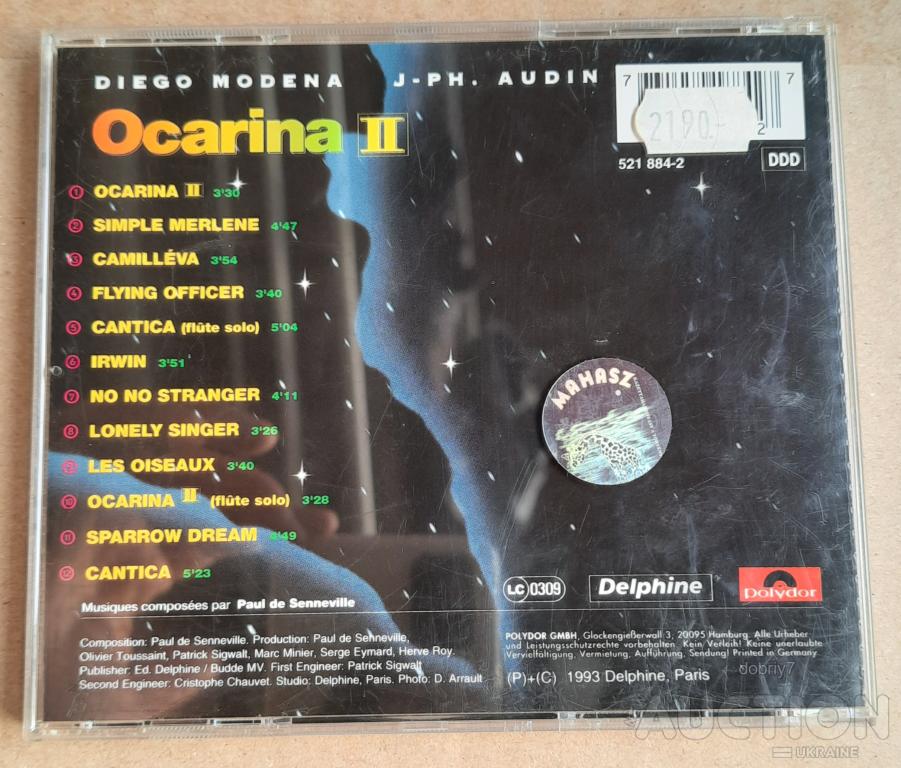 DIEGO MODENA J-PH. AUDIN
Ocarina II
7 2 7
2190.-
521 884-2 DDD
1 OCARINA II 3'30
2 SIMPLE MERLENE 4'47
3 CAMILLÉVA 3'54
4 FLYING OFFICER 3'40
5 CANTICA (flûte solo) 5'04
6 IRWIN 3'51
7 NO NO STRANGER 4'11
8 LONELY SINGER 3'26
9 LES OISEAUX 3'40
10 OCARINA II (flûte solo) 3'28
11 SPARROW DREAM 4'49
12 CANTICA 5'23
MAHASZ
Musiques composées par Paul de Senneville
LC 0309 Delphine Polydor
Composition: Paul de Senneville. Production: Paul de Senneville,
Olivier Toussaint, Patrick Sigwalt, Marc Minier, Serge Eymard, Herve Roy.
Publisher: Ed. Delphine / Budde MV. First Engineer: Patrick Sigwalt
Second Engineer: Cristophe Chauvet. Studio: Delphine, Paris. Photo: D. Arrault
POLYDOR GMBH, Glockengießerwall 3, 20095 Hamburg. Alle Urheber
und Leistungsschutzrechte vorbehalten. Kein Verleih! Keine unerlaubte
Vervielfältigung, Vermietung, Aufführung, Sendung! Printed in Germany
(P)+(C) 1993 Delphine, Paris
dobriy7
AUCTION
UKRAINE